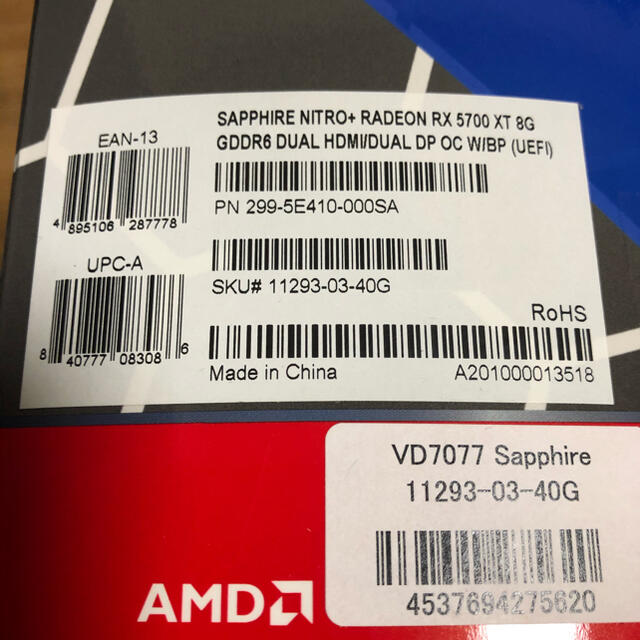 SAPPHIRE NITRO+ RADEON RX 5700 XT 8G
GDDR6 DUAL HDMI/DUAL DP OC W/BP (UEFI)
EAN-13
4 895106 287778
PN 299-5E410-000SA
UPC-A
8 40777 08308 6
SKU# 11293-03-40G
RoHS
Made in China
A201000013518
VD7077 Sapphire
11293-03-40G
4537694275620
AMD